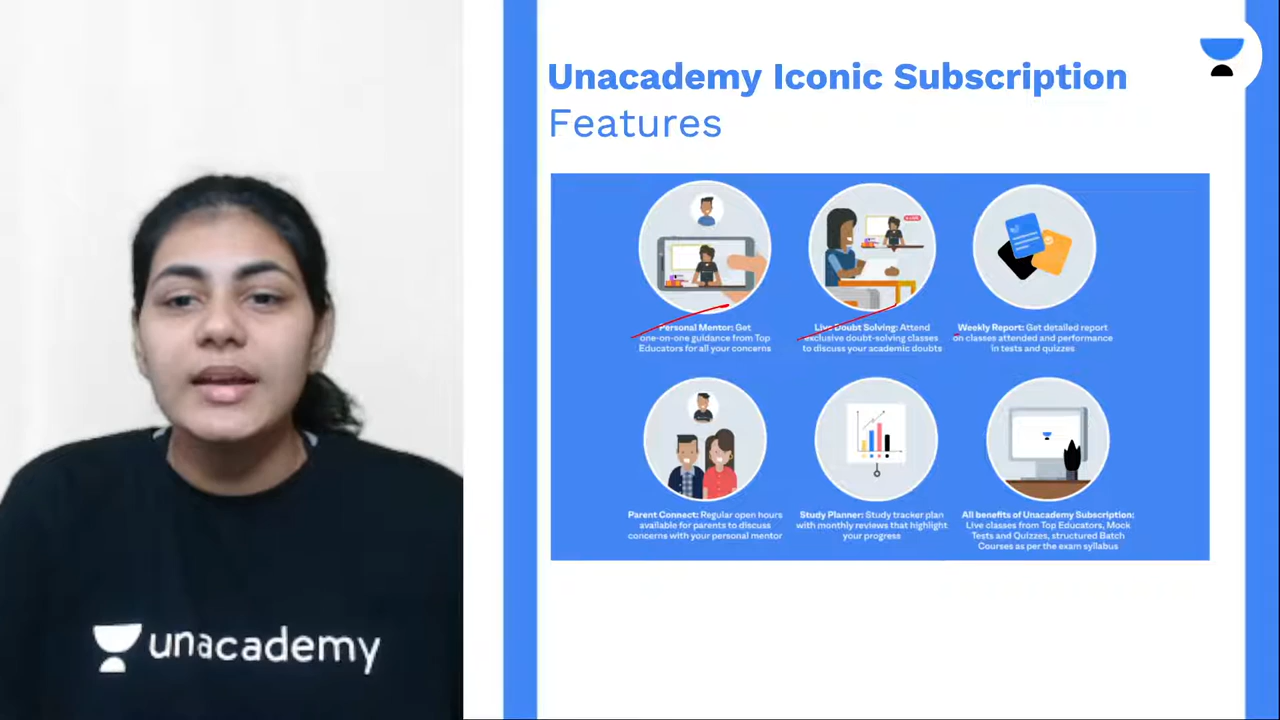 Unacademy Iconic Subscription
Features
Personal Mentor: Get
one-on-one guidance from Top
Educators for all your concerns
Live Doubt Solving: Attend
exclusive doubt-solving classes
to discuss your academic doubts
Weekly Report: Get detailed report
on classes attended and performance
in tests and quizzes
Parent Connect: Regular open hours
available for parents to discuss
concerns with your personal mentor
Study Planner: Study tracker plan
with monthly reviews that highlight
your progress
All benefits of Unacademy Subscription:
Live classes from Top Educators, Mock
Tests and Quizzes, structured Batch
Courses as per the exam syllabus
unacademy